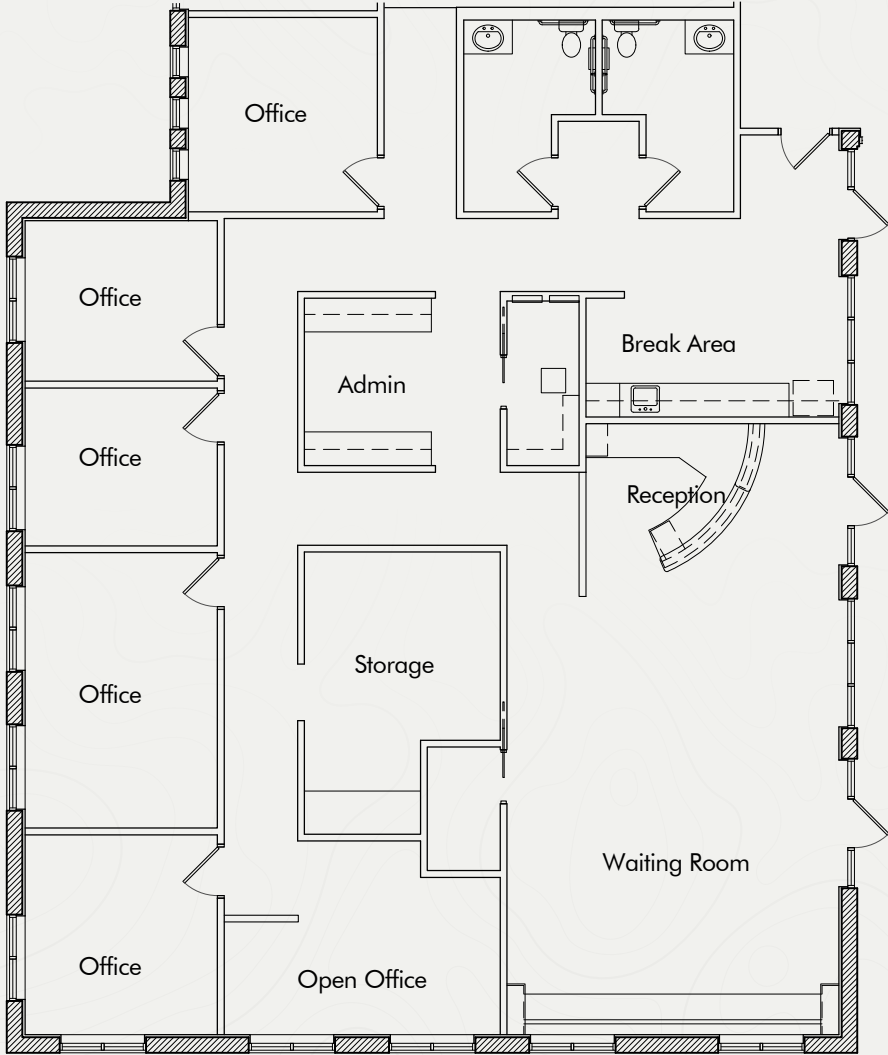 Office
Office
Break Area
Admin
Office
Reception
Storage
Office
Waiting Room
Office
Open Office